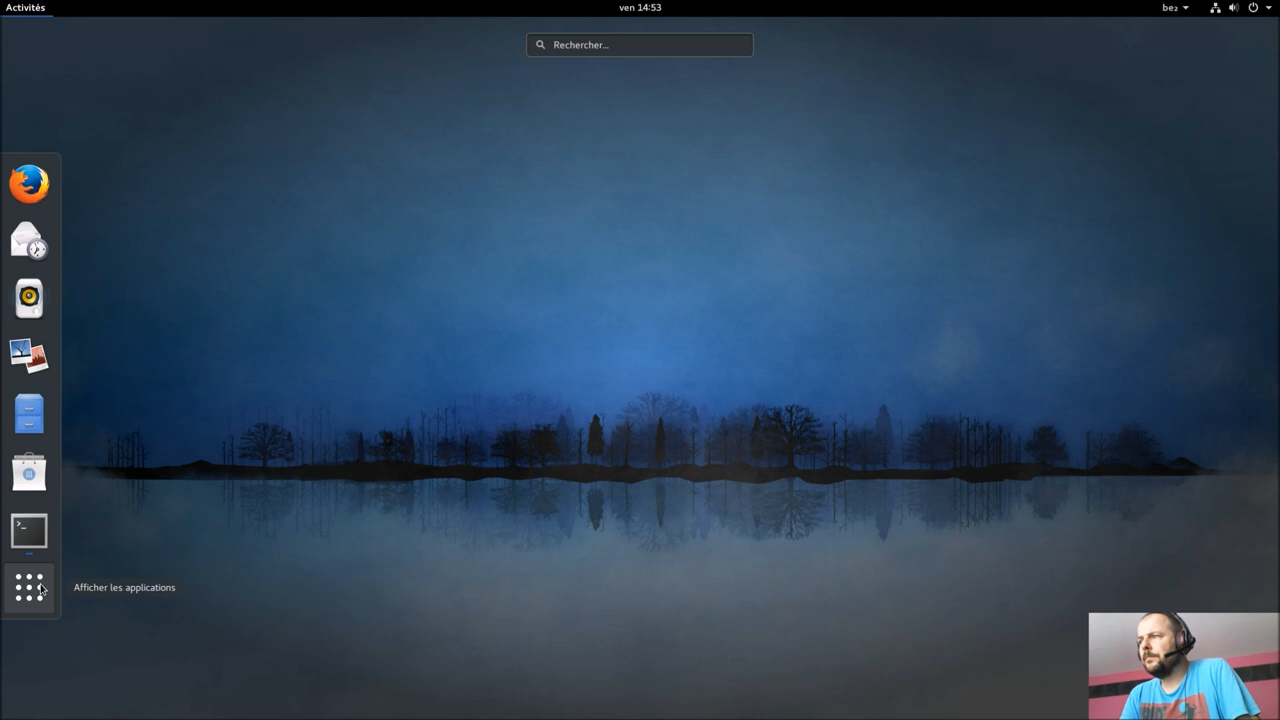 Activités
ven 14:53
bez
Rechercher...
>_
Afficher les applications